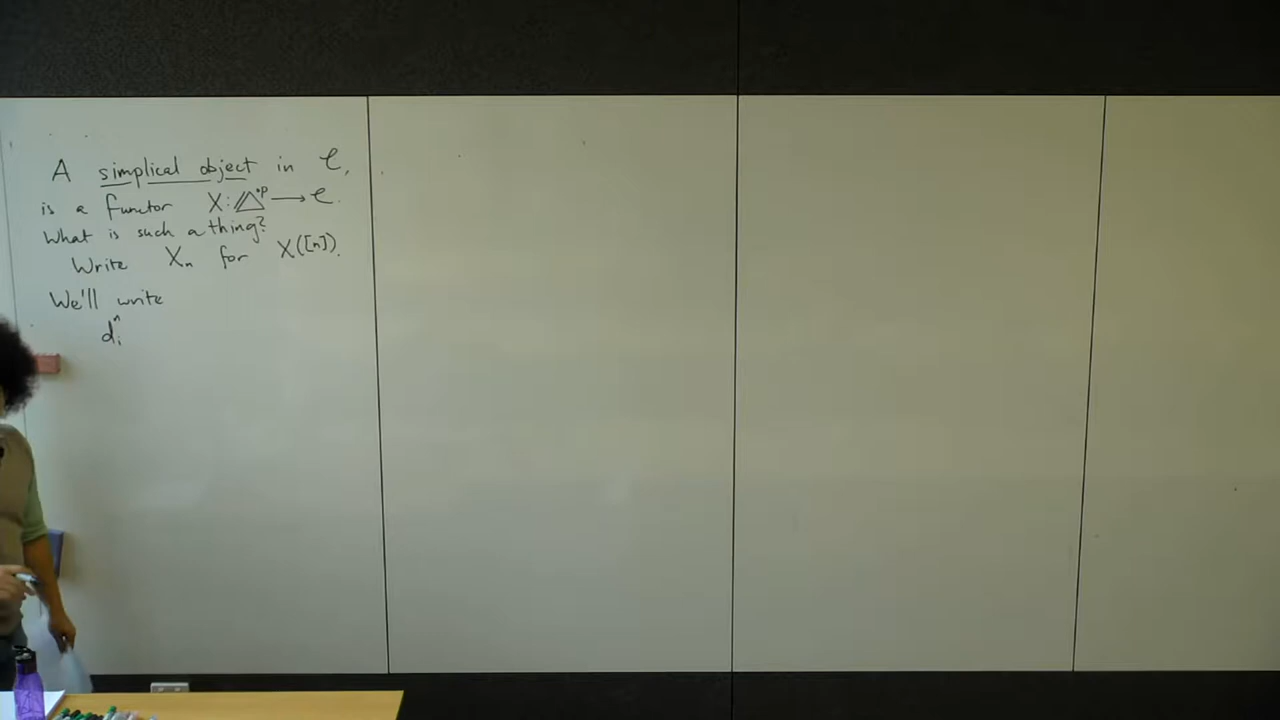 A simplical object in 𝒞,
is a functor X: Δ^op ⟶ 𝒞.
What is such a thing?
Write Xₙ for X([n]).
We'll write
dᵢⁿ